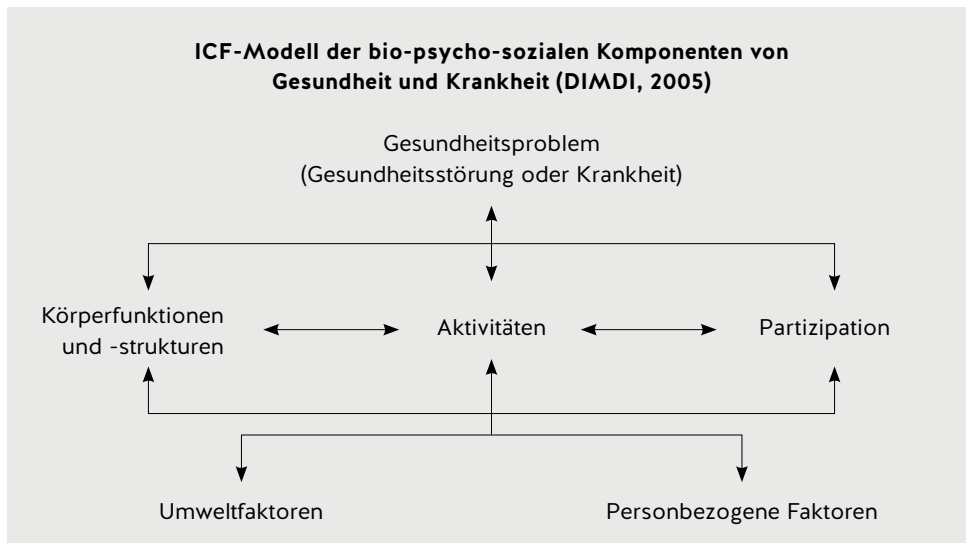 ICF-Modell der bio-psycho-sozialen Komponenten von
Gesundheit und Krankheit (DIMDI, 2005)
Gesundheitsproblem
(Gesundheitsstörung oder Krankheit)
Körperfunktionen
und -strukturen
Aktivitäten
Partizipation
Umweltfaktoren
Personbezogene Faktoren